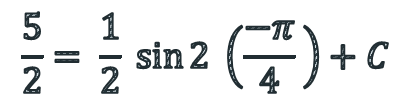 5/2 = 1/2 sin 2 (−π/4) + C